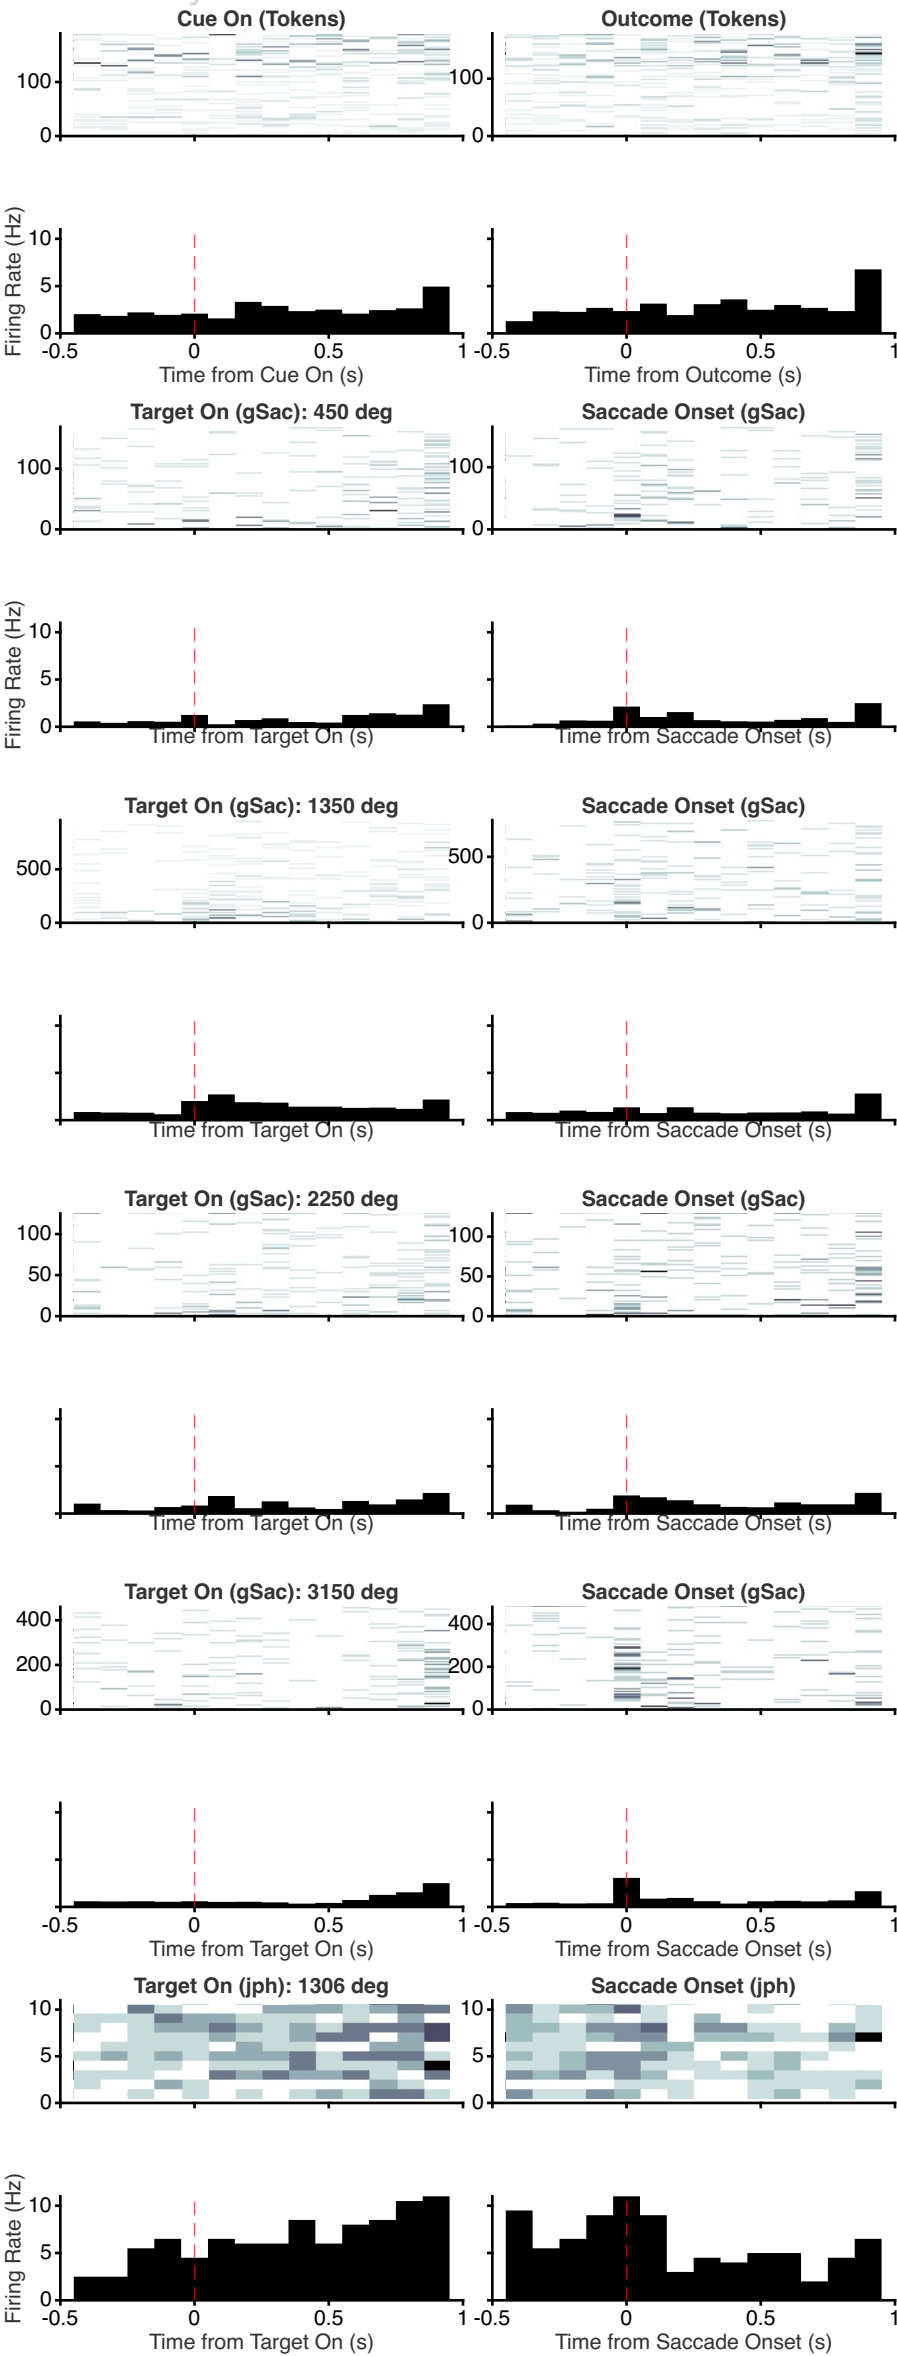 Cue On (Tokens) Outcome (Tokens)
100 100
0 0
Firing Rate (Hz)
10
5
0
-0.5 0 0.5 1 -0.5 0 0.5 1
Time from Cue On (s) Time from Outcome (s)
Target On (gSac): 450 deg Saccade Onset (gSac)
100 100
0 0
Firing Rate (Hz)
10
5
0
Time from Target On (s) Time from Saccade Onset (s)
Target On (gSac): 1350 deg Saccade Onset (gSac)
500 500
0 0
Time from Target On (s) Time from Saccade Onset (s)
Target On (gSac): 2250 deg Saccade Onset (gSac)
100 100
50 50
0 0
Time from Target On (s) Time from Saccade Onset (s)
Target On (gSac): 3150 deg Saccade Onset (gSac)
400 400
200 200
0 0
-0.5 0 0.5 1 -0.5 0 0.5 1
Time from Target On (s) Time from Saccade Onset (s)
Target On (jph): 1306 deg Saccade Onset (jph)
10 10
5 5
0 0
Firing Rate (Hz)
10
5
0
-0.5 0 0.5 1 -0.5 0 0.5 1
Time from Target On (s) Time from Saccade Onset (s)